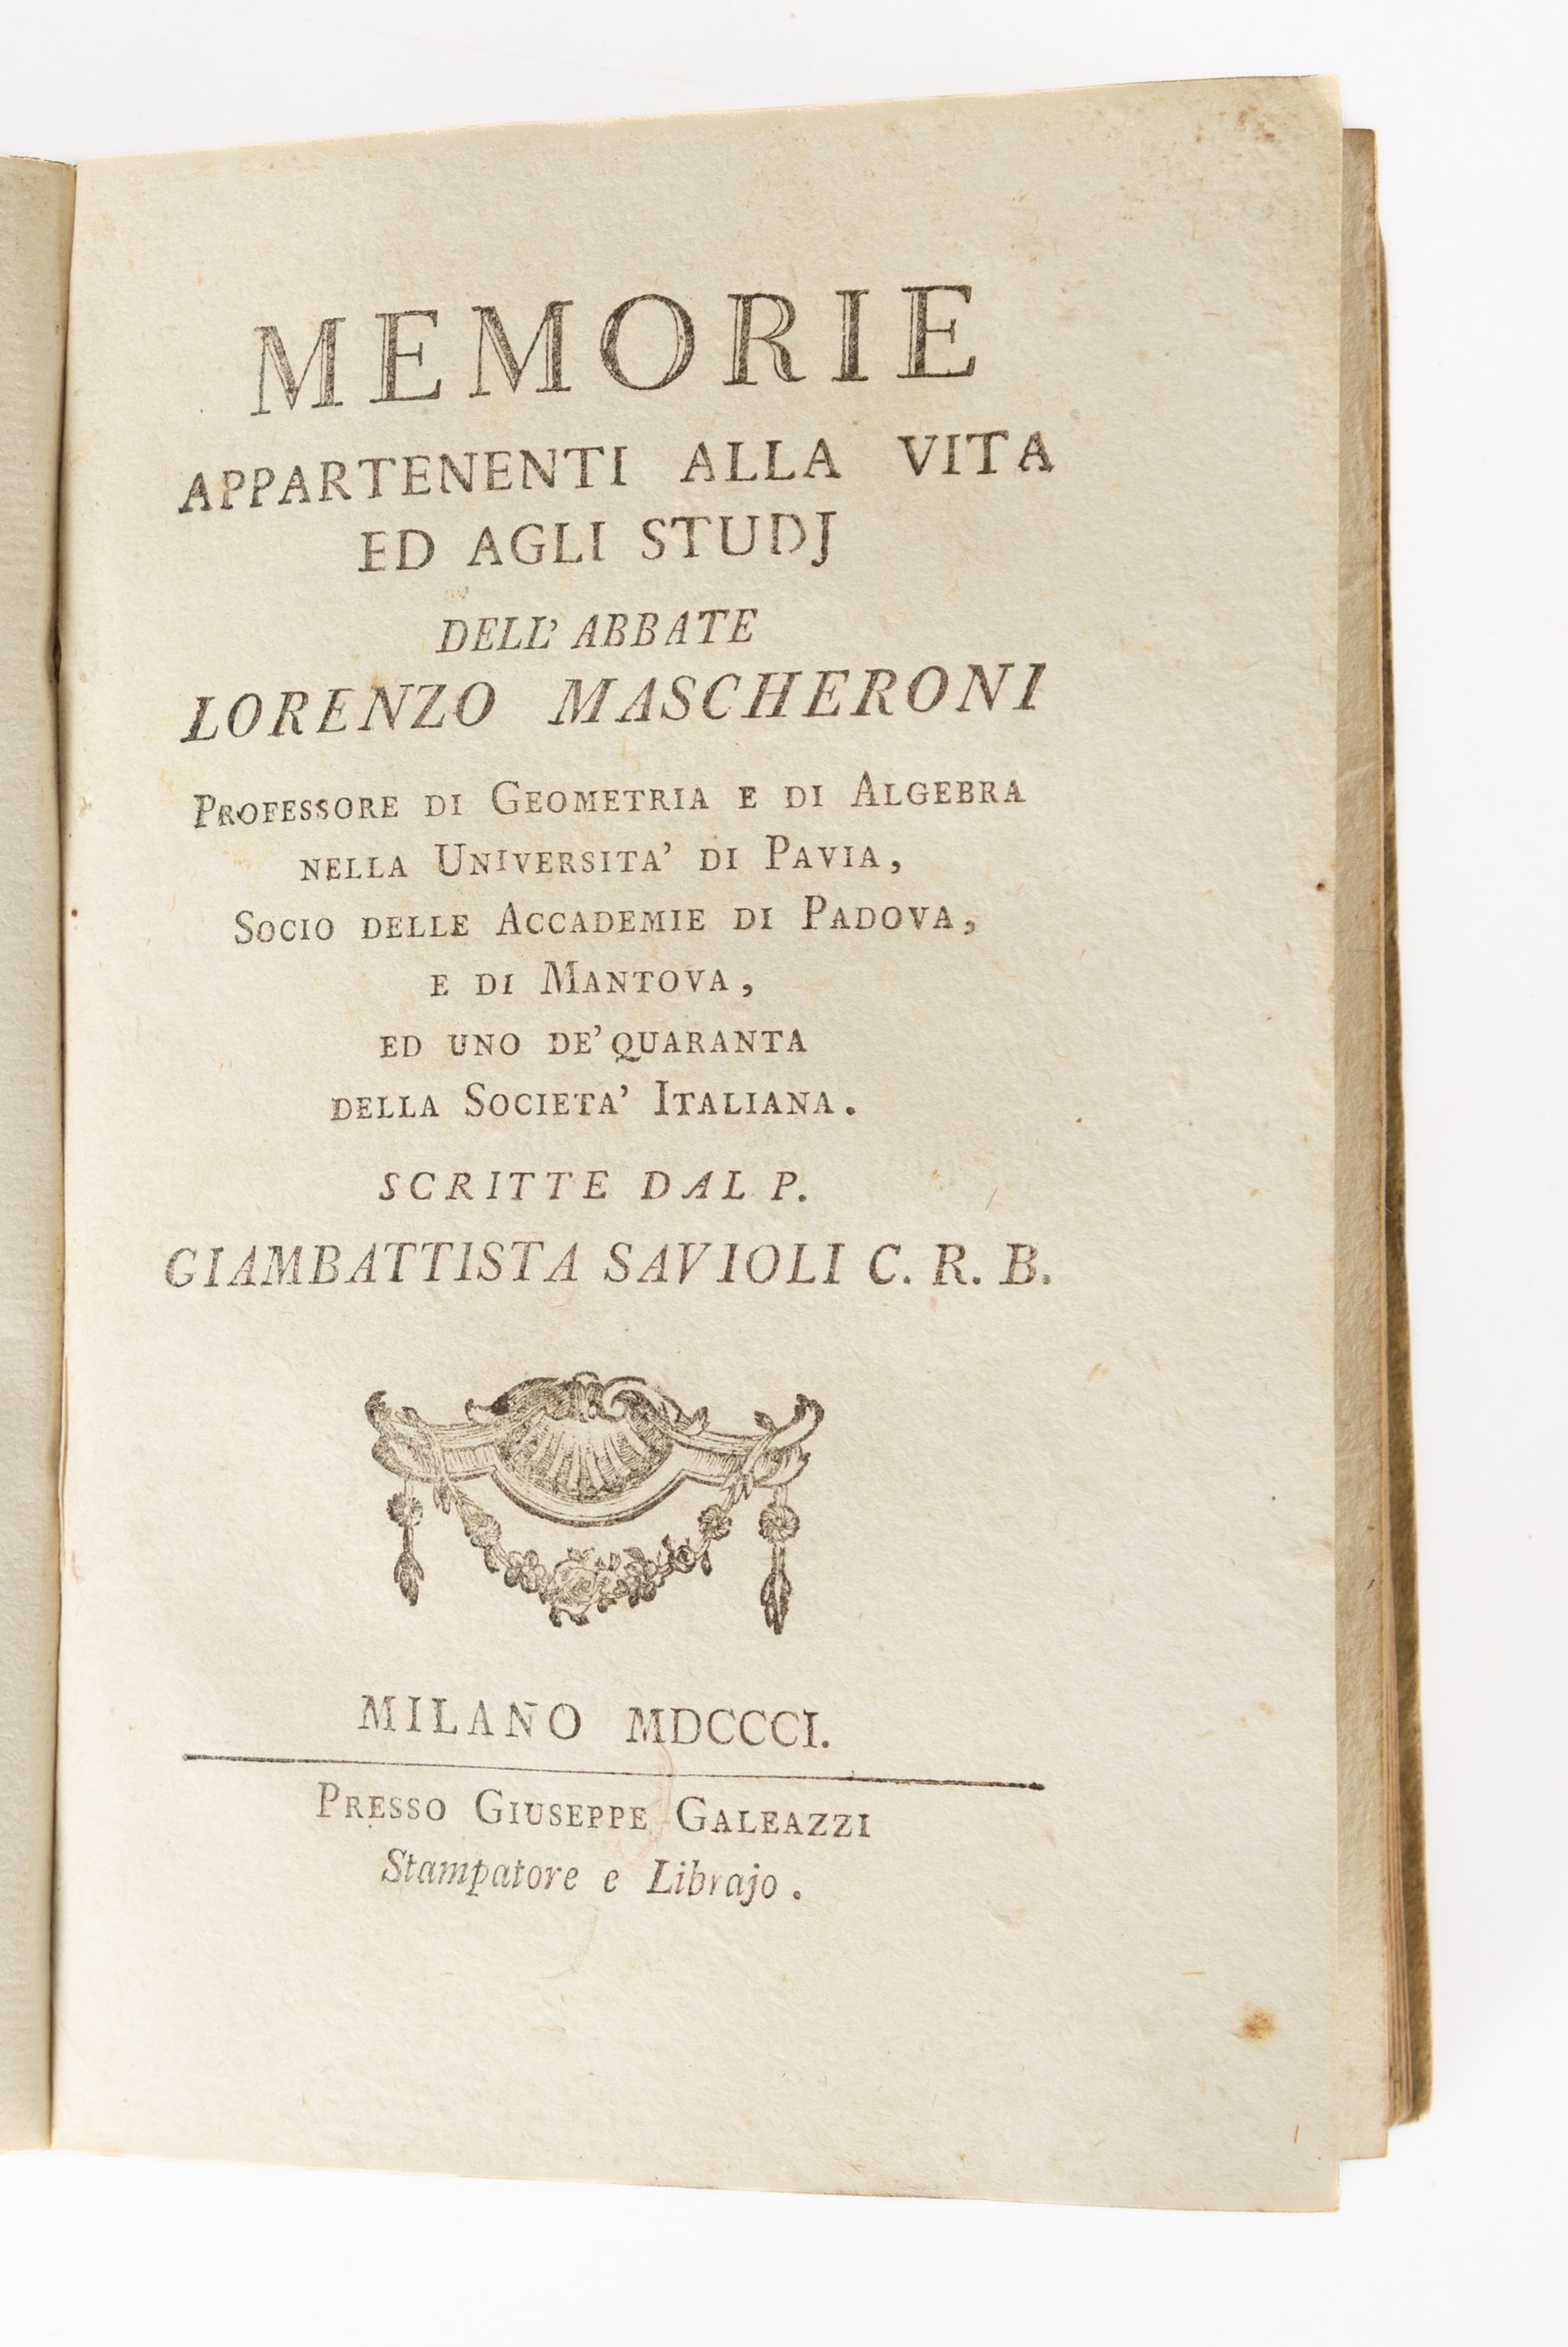 MEMORIE
APPARTENENTI ALLA VITA
ED AGLI STUDJ
DELL' ABBATE
LORENZO MASCHERONI
PROFESSORE DI GEOMETRIA E DI ALGEBRA
NELLA UNIVERSITA' DI PAVIA,
SOCIO DELLE ACCADEMIE DI PADOVA,
E DI MANTOVA,
ED UNO DE' QUARANTA
DELLA SOCIETA' ITALIANA.
SCRITTE DAL P.
GIAMBATTISTA SAVIOLI C. R. B.
MILANO MDCCCI.
PRESSO GIUSEPPE GALEAZZI
Stampatore e Librajo.